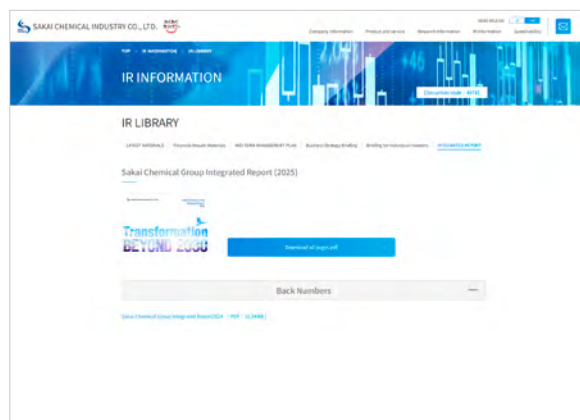 SAKAI CHEMICAL INDUSTRY CO., LTD.
Company Information Product and service Research Information IR Information Sustainability
TOP IR INFORMATION IR LIBRARY
IR INFORMATION
IR LIBRARY
LATEST MATERIALS Financial Results Materials MID-TERM MANAGEMENT PLAN Business Strategy Briefing Briefing for Individual Investors INTEGRATED REPORT
Sakai Chemical Group Integrated Report (2025)
Transformation
BEYOND 2030
Download all pages pdf
Back Numbers
Sakai Chemical Group Integrated Report2024